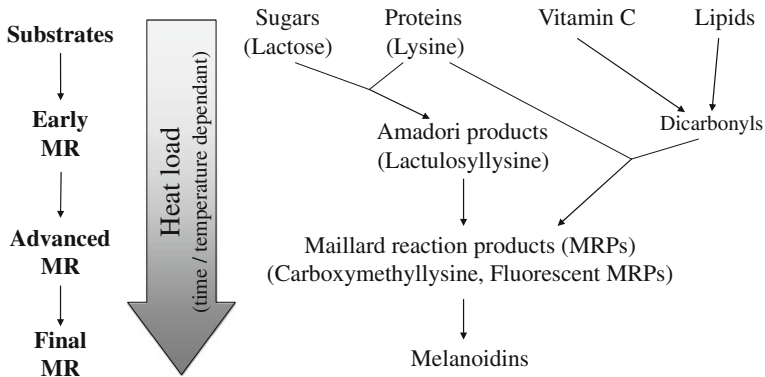 Substrates
Early
MR
Advanced
MR
Final
MR
Heat load
(time / temperature dependant)
Sugars
(Lactose)
Proteins
(Lysine)
Vitamin C
Lipids
Amadori products
(Lactulosyllysine)
Dicarbonyls
Maillard reaction products (MRPs)
(Carboxymethyllysine, Fluorescent MRPs)
Melanoidins